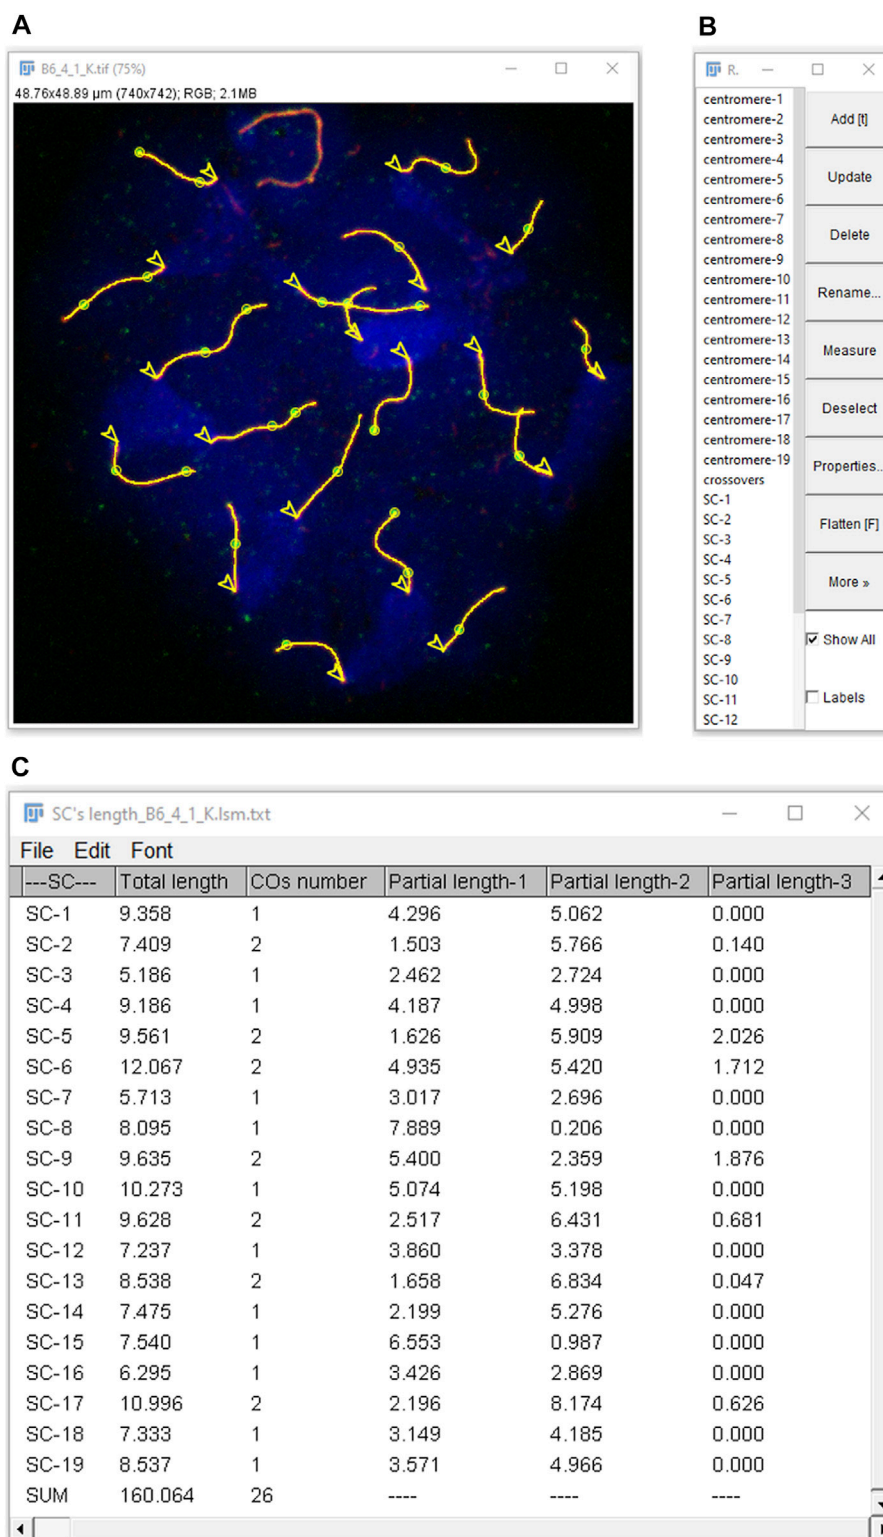 A
B6_4_1_K.tif (75%)
48.76x48.89 µm (740x742); RGB; 2.1MB
B
R.
centromere-1
centromere-2
centromere-3
centromere-4
centromere-5
centromere-6
centromere-7
centromere-8
centromere-9
centromere-10
centromere-11
centromere-12
centromere-13
centromere-14
centromere-15
centromere-16
centromere-17
centromere-18
centromere-19
crossovers
SC-1
SC-2
SC-3
SC-4
SC-5
SC-6
SC-7
SC-8
SC-9
SC-10
SC-11
SC-12
Add [t]
Update
Delete
Rename...
Measure
Deselect
Properties...
Flatten [F]
More »
Show All
Labels
C
SC's length_B6_4_1_K.lsm.txt
File Edit Font
---SC--- Total length COs number Partial length-1 Partial length-2 Partial length-3
SC-1 9.358 1 4.296 5.062 0.000
SC-2 7.409 2 1.503 5.766 0.140
SC-3 5.186 1 2.462 2.724 0.000
SC-4 9.186 1 4.187 4.998 0.000
SC-5 9.561 2 1.626 5.909 2.026
SC-6 12.067 2 4.935 5.420 1.712
SC-7 5.713 1 3.017 2.696 0.000
SC-8 8.095 1 7.889 0.206 0.000
SC-9 9.635 2 5.400 2.359 1.876
SC-10 10.273 1 5.074 5.198 0.000
SC-11 9.628 2 2.517 6.431 0.681
SC-12 7.237 1 3.860 3.378 0.000
SC-13 8.538 2 1.658 6.834 0.047
SC-14 7.475 1 2.199 5.276 0.000
SC-15 7.540 1 6.553 0.987 0.000
SC-16 6.295 1 3.426 2.869 0.000
SC-17 10.996 2 2.196 8.174 0.626
SC-18 7.333 1 3.149 4.185 0.000
SC-19 8.537 1 3.571 4.966 0.000
SUM 160.064 26 ---- ---- ----